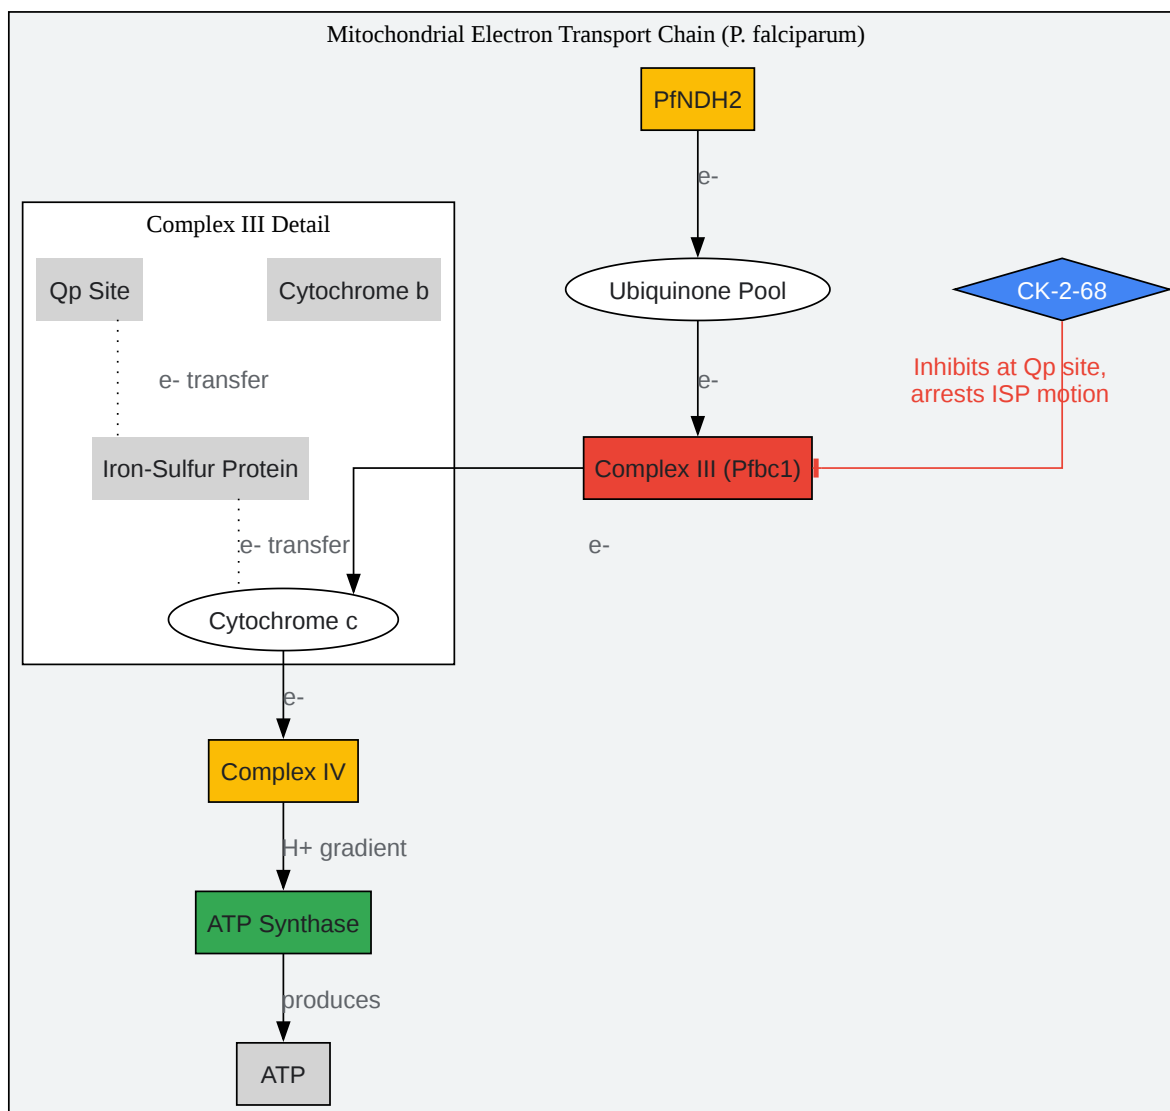 Mitochondrial Electron Transport Chain (P. falciparum)
PfNDH2
e-
Complex III Detail
Qp Site
Cytochrome b
Ubiquinone Pool
CK-2-68
e- transfer
e-
Inhibits at Qp site,
arrests ISP motion
Iron-Sulfur Protein
Complex III (Pfbc1)
e- transfer
e-
Cytochrome c
e-
Complex IV
H+ gradient
ATP Synthase
produces
ATP